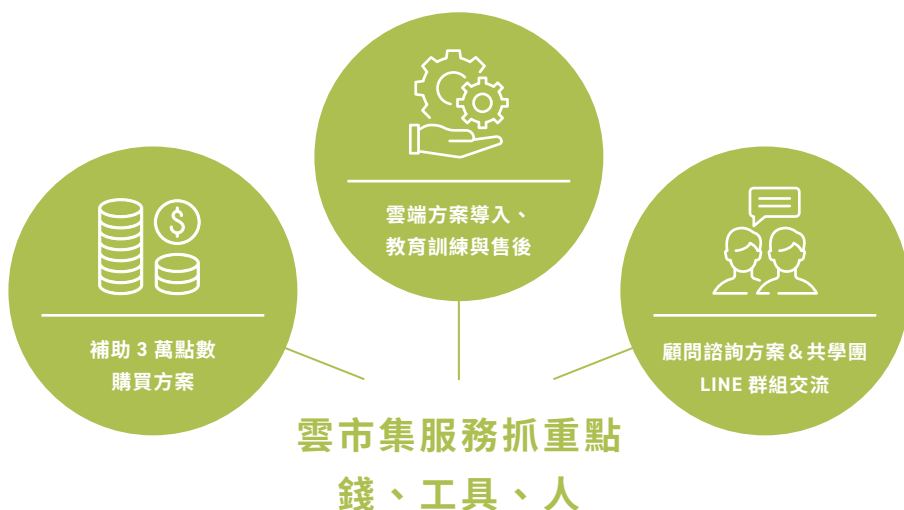 雲端方案導入、
教育訓練與售後
補助 3 萬點數
購買方案
顧問諮詢方案＆共學團
LINE 群組交流
雲市集服務抓重點
錢、工具、人